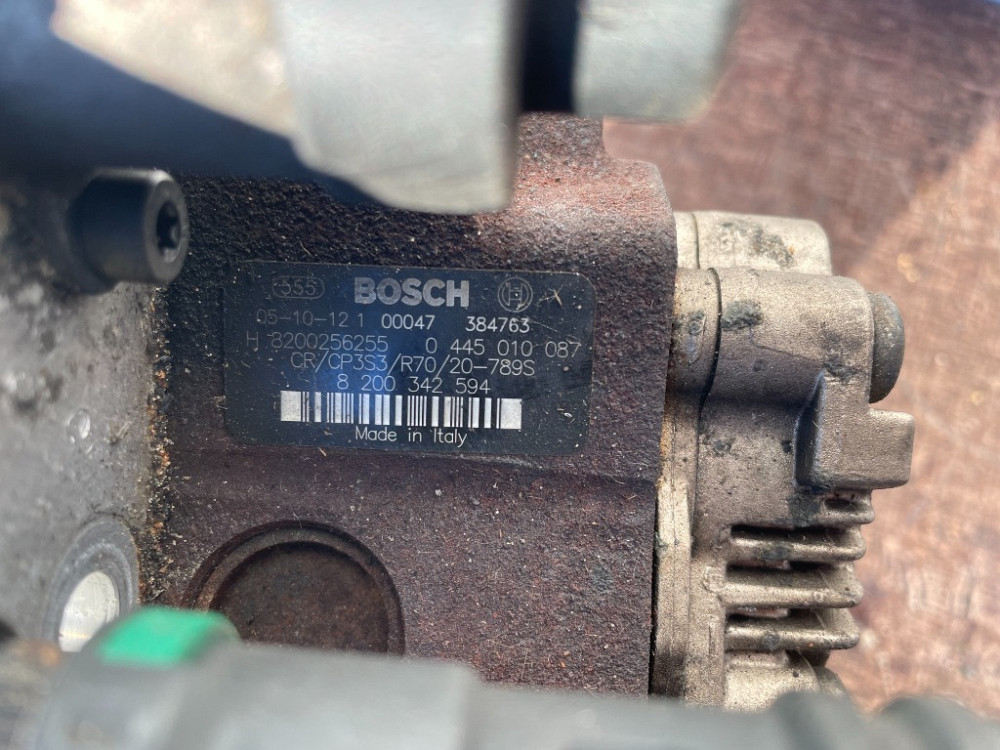 555 BOSCH
05-10-12 1 00047 384763
H 8200256255 0 445 010 087
CR/CP3S3/R70/20-789S
8 200 342 594
Made in Italy